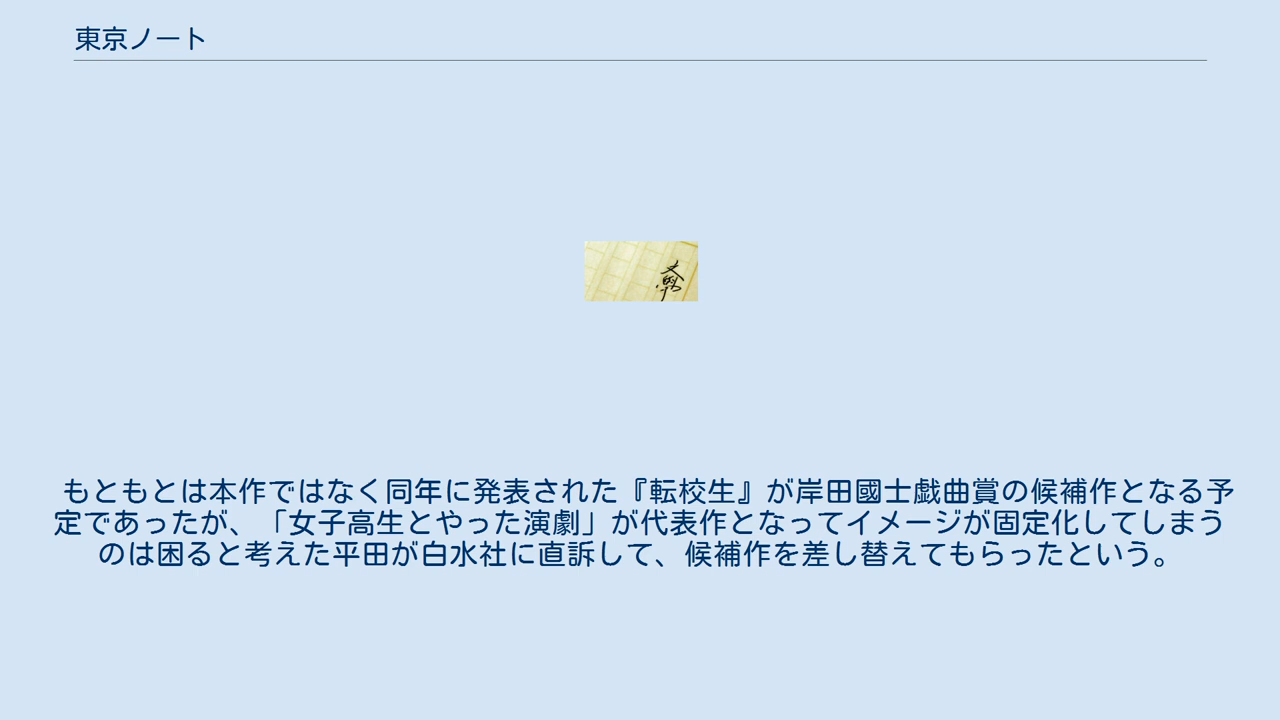 東京ノート
もともとは本作ではなく同年に発表された『転校生』が岸田國士戯曲賞の候補作となる予
定であったが、「女子高生とやった演劇」が代表作となってイメージが固定化してしまう
のは困ると考えた平田が白水社に直訴して、候補作を差し替えてもらったという。